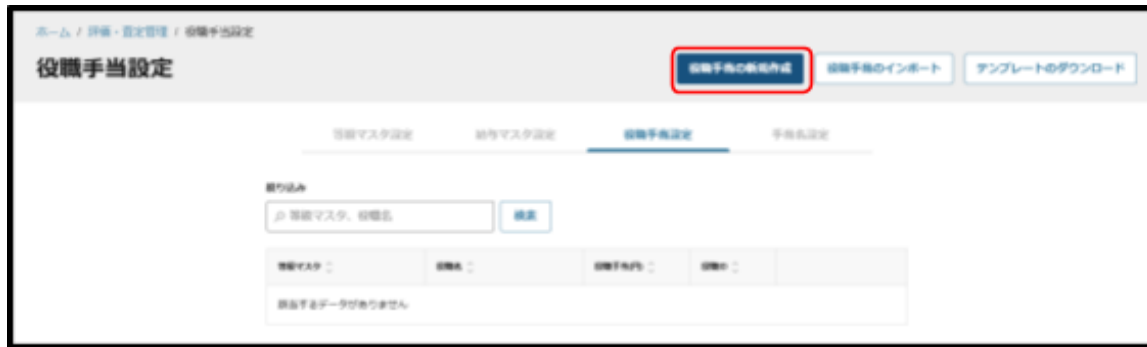 ホーム / 評価・査定管理 / 役職手当設定
役職手当設定
役職手当の新規作成 役職手当のインポート テンプレートのダウンロード
等級マスタ設定 給与マスタ設定 役職手当設定 手当名設定
絞り込み
等級マスタ、役職名 検索
等級マスタ 役職名 役職手当(円) 役職ID
該当するデータがありません